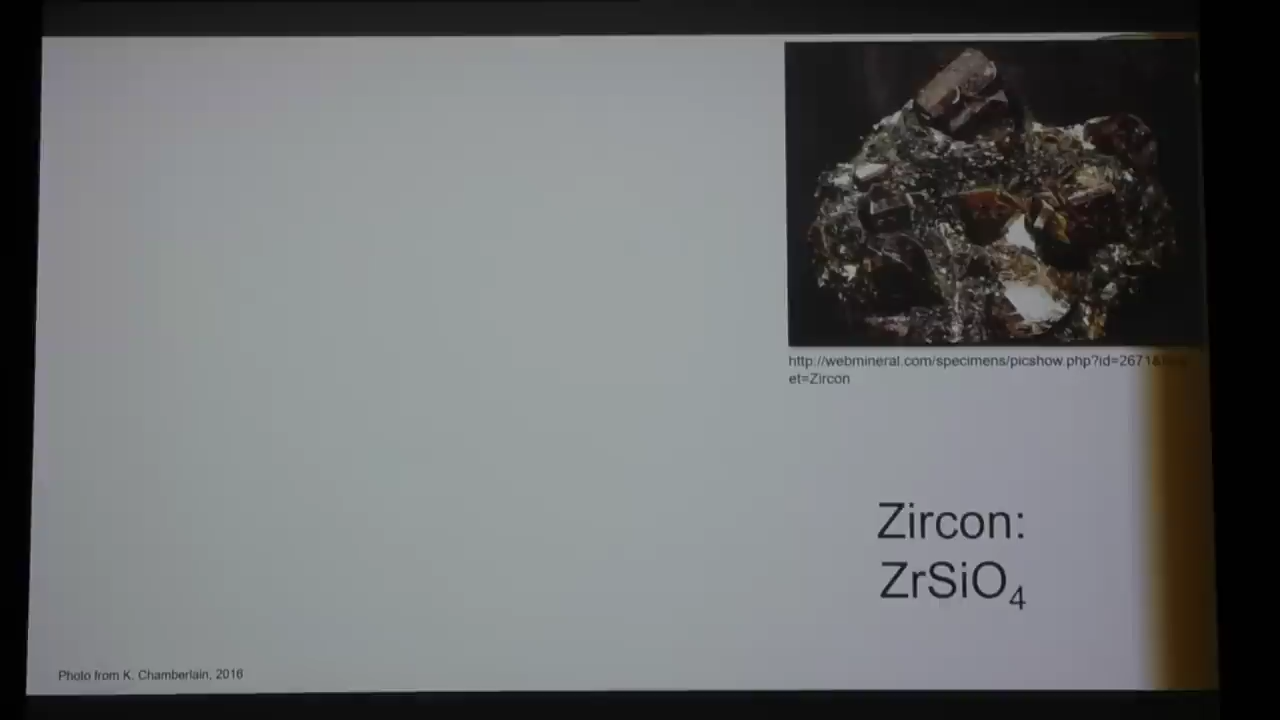 http://webmineral.com/specimens/picshow.php?id=2671&
et=Zircon
Zircon:
ZrSiO₄
Photo from K. Chamberlain, 2016